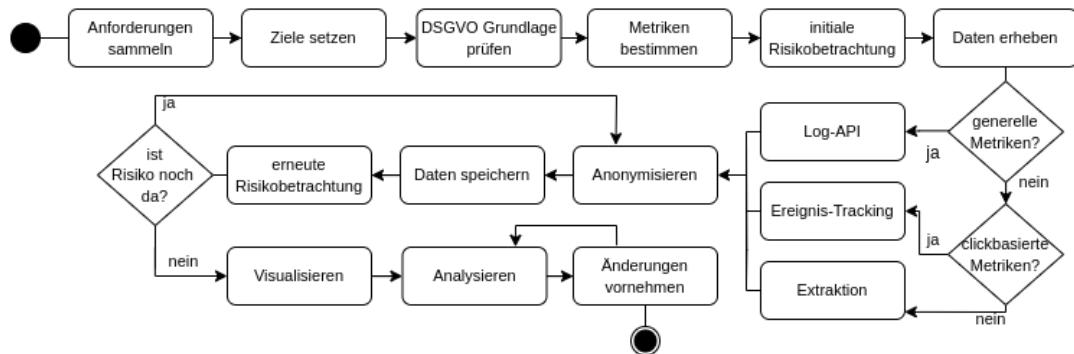 Anforderungen
sammeln
Ziele setzen
DSGVO Grundlage
prüfen
Metriken
bestimmen
initiale
Risikobetrachtung
Daten erheben
generelle
Metriken?
ja
nein
clickbasierte
Metriken?
ja
nein
Log-API
Ereignis-Tracking
Extraktion
Anonymisieren
Daten speichern
erneute
Risikobetrachtung
ist
Risiko noch
da?
ja
nein
Visualisieren
Analysieren
Änderungen
vornehmen